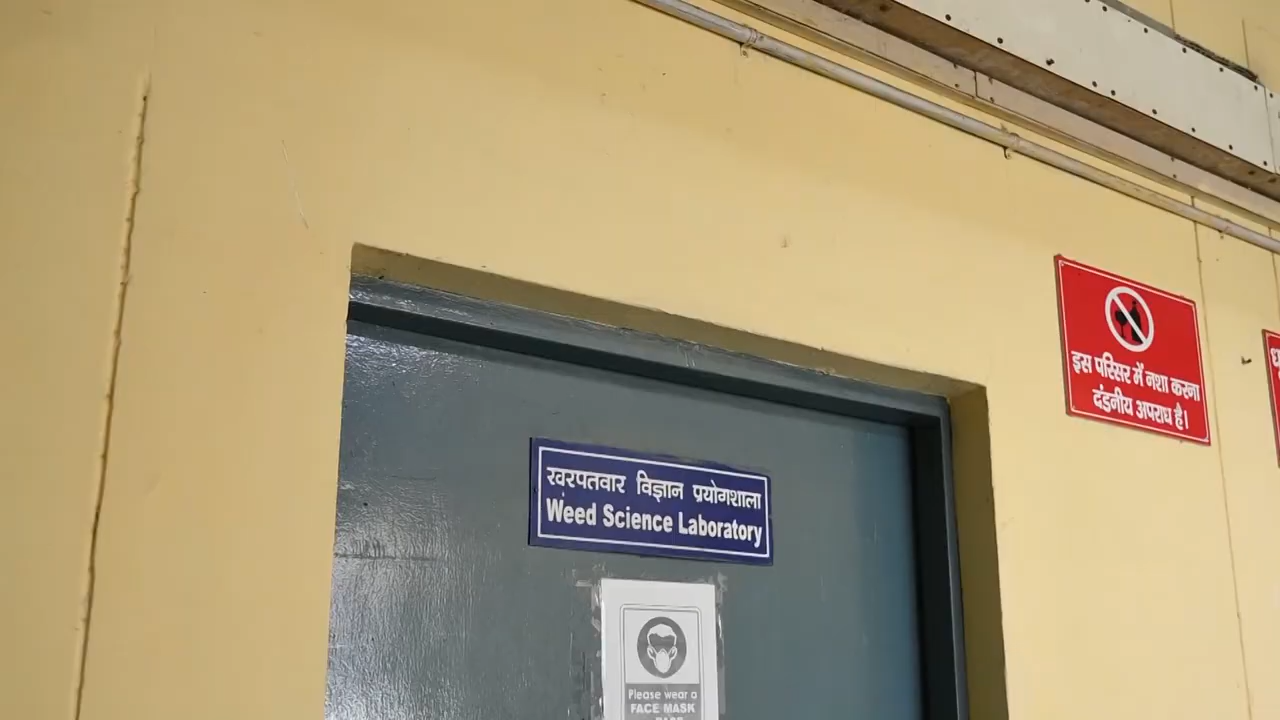 खरपतवार विज्ञान प्रयोगशाला
Weed Science Laboratory
Please wear a
FACE MASK
इस परिसर में नशा करना
दंडनीय अपराध है।